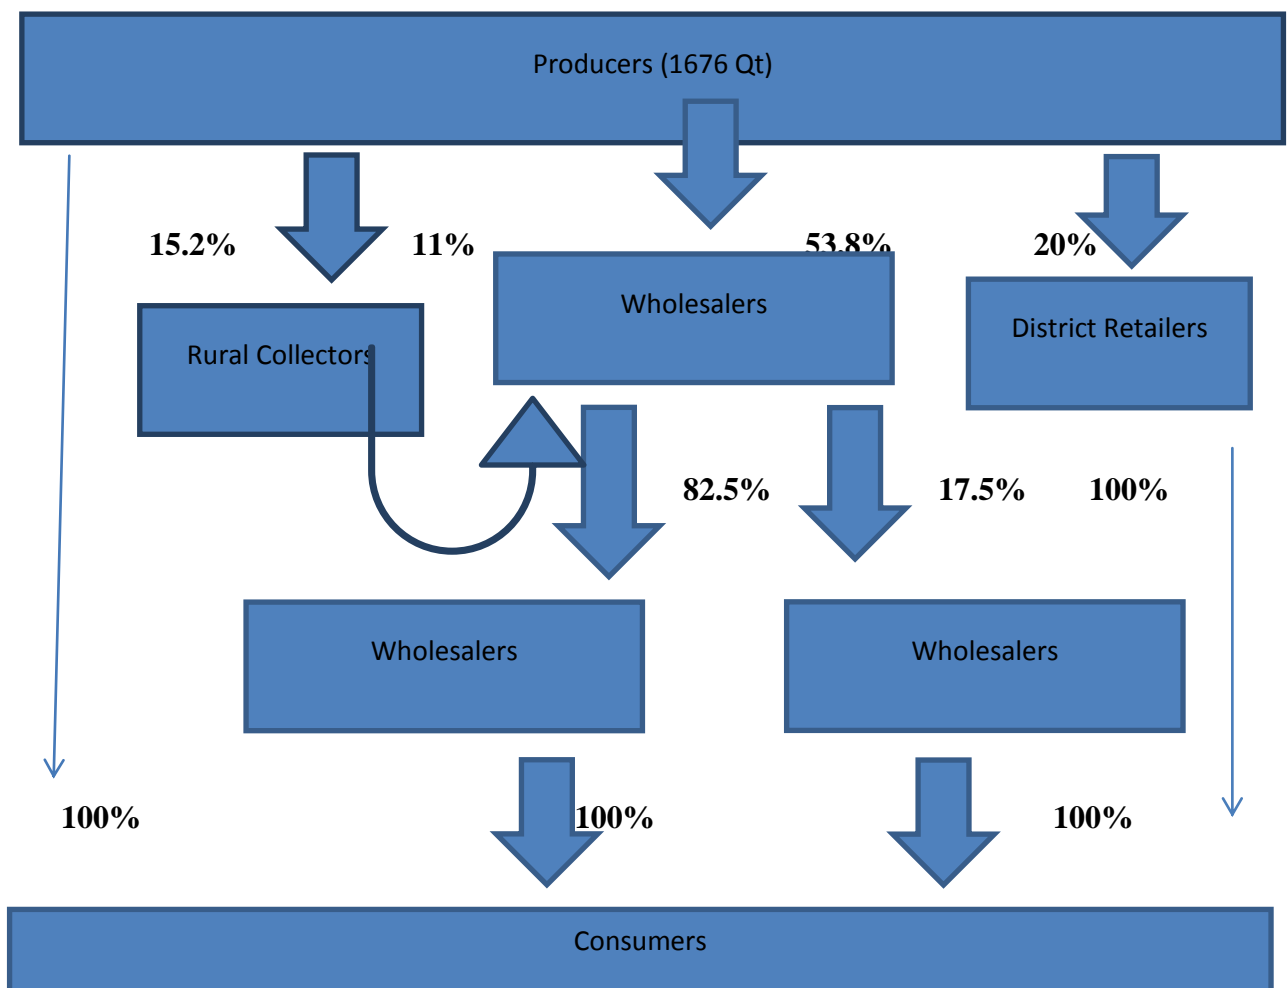 Producers (1676 Qt)
15.2% 11% 53.8% 20%
Wholesalers
District Retailers
Rural Collectors
82.5% 17.5% 100%
Wholesalers Wholesalers
100% 100% 100%
Consumers